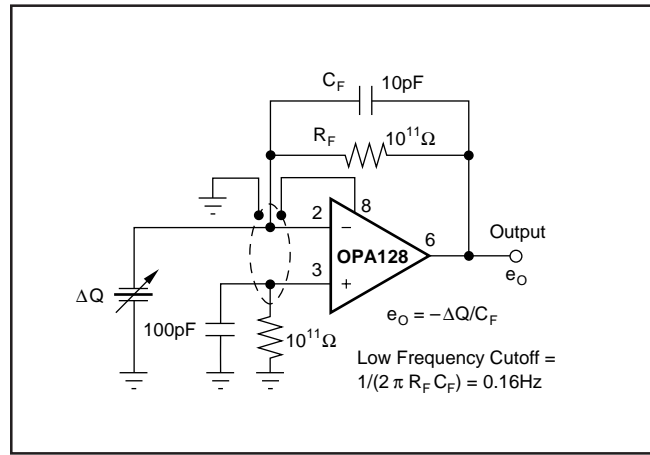 C_F 10pF
R_F 10^11Ω
8
2
−
OPA128
6
Output
e_O
3
+
ΔQ
100pF
10^11Ω
e_O = −ΔQ/C_F
Low Frequency Cutoff =
1/(2 π R_F C_F) = 0.16Hz